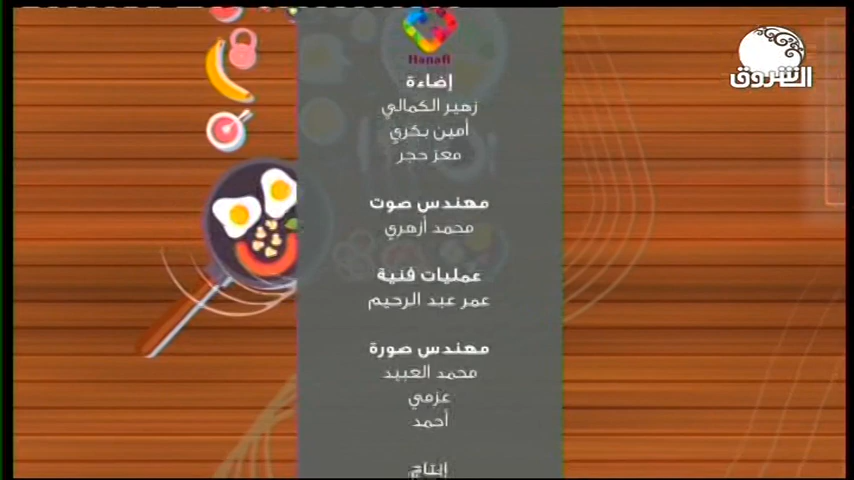 Hanafi
الشروق
إضاءة
زهير الكمالي
أمين بكري
معز حجر
مهندس صوت
محمد أزهري
عمليات فنية
عمر عبد الرحيم
مهندس صورة
محمد العبيد
عزمي
أحمد
إنتاج